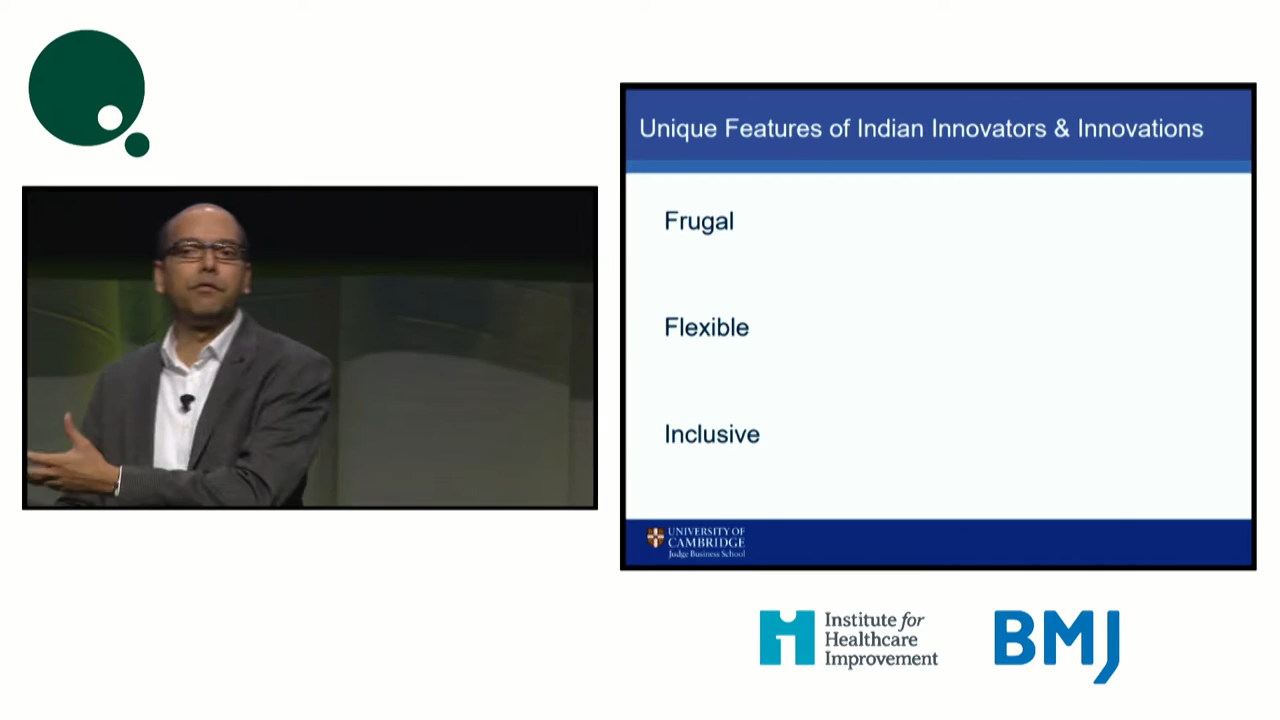 Unique Features of Indian Innovators & Innovations
Frugal
Flexible
Inclusive
UNIVERSITY OF
CAMBRIDGE
Judge Business School
Institute for
Healthcare
Improvement
BMJ